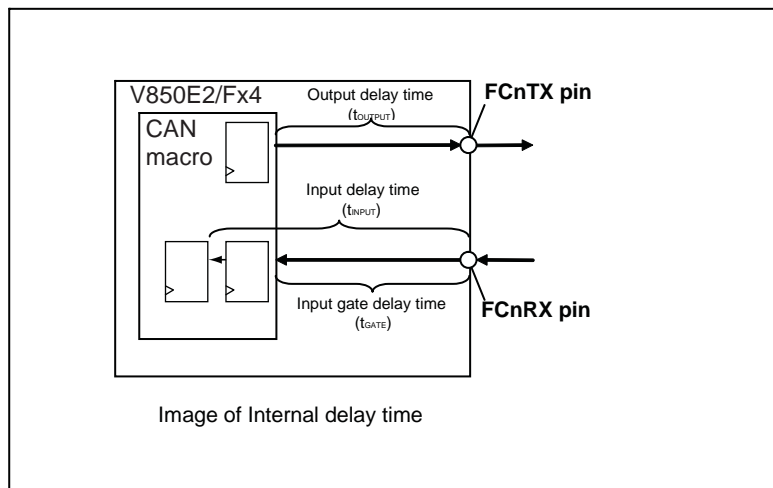 V850E2/Fx4
Output delay time
(tOUTPUT)
FCnTX pin
CAN
macro
Input delay time
(tINPUT)
Input gate delay time
(tGATE)
FCnRX pin
Image of Internal delay time